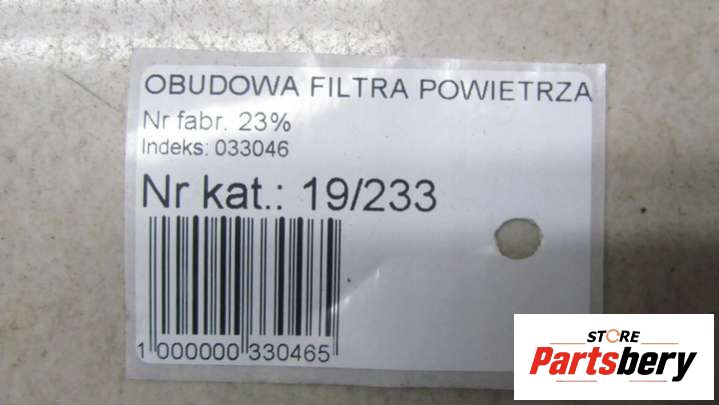 OBUDOWA FILTRA POWIETRZA
Nr fabr. 23%
Indeks: 033046
Nr kat.: 19/233
1 000000 330465
STORE
Partsbery